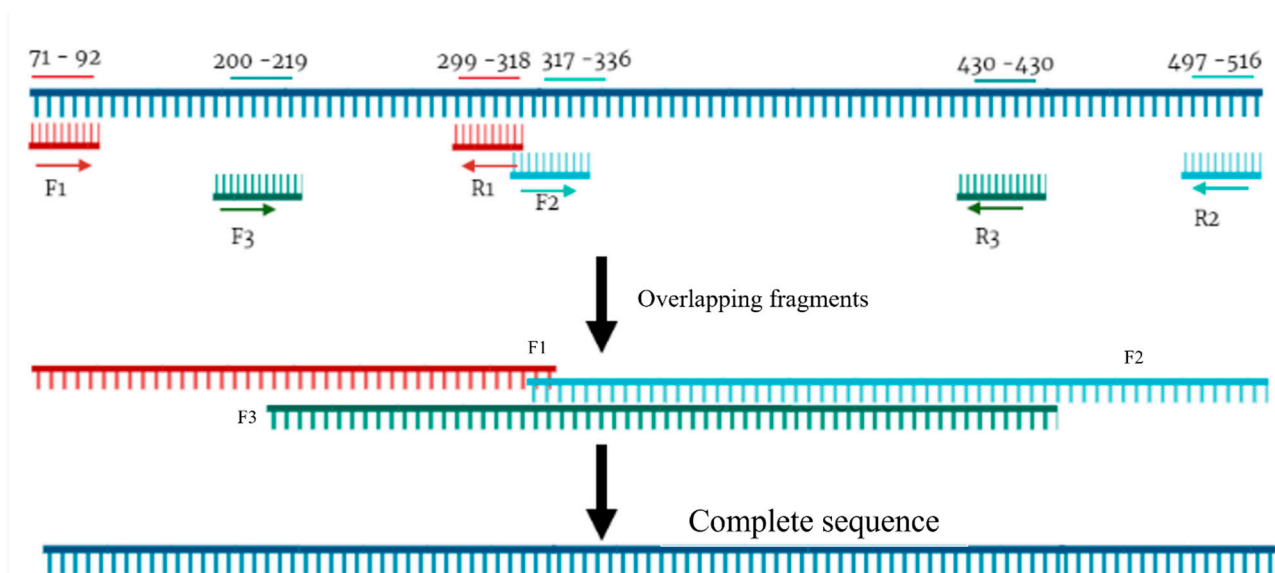 71 - 92
200 -219
299 -318
317 -336
430 -430
497 -516
F1
F3
R1
F2
R3
R2
Overlapping fragments
F1
F2
F3
Complete sequence